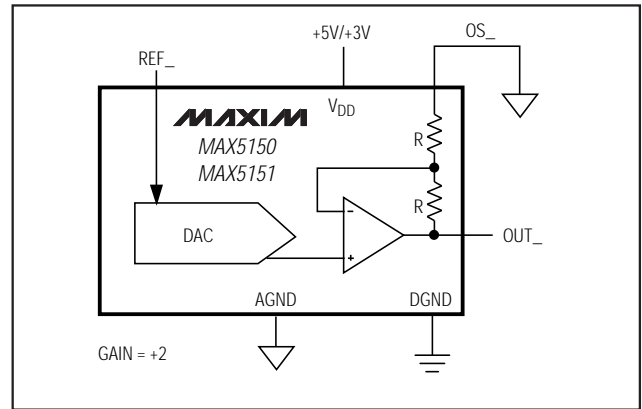 +5V/+3V
OS_
REF_
VDD
MAXIM
MAX5150
MAX5151
R
R
DAC
-
+
OUT_
AGND
DGND
GAIN = +2